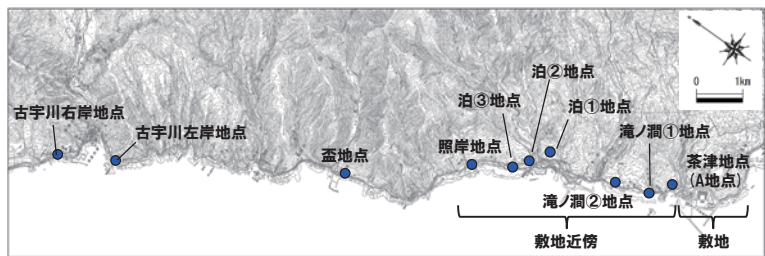 0 1km
泊②地点
泊③地点
泊①地点
古宇川右岸地点
古宇川左岸地点
盃地点
照岸地点
滝ノ澗①地点
茶津地点
(A地点)
滝ノ澗②地点
敷地近傍
敷地